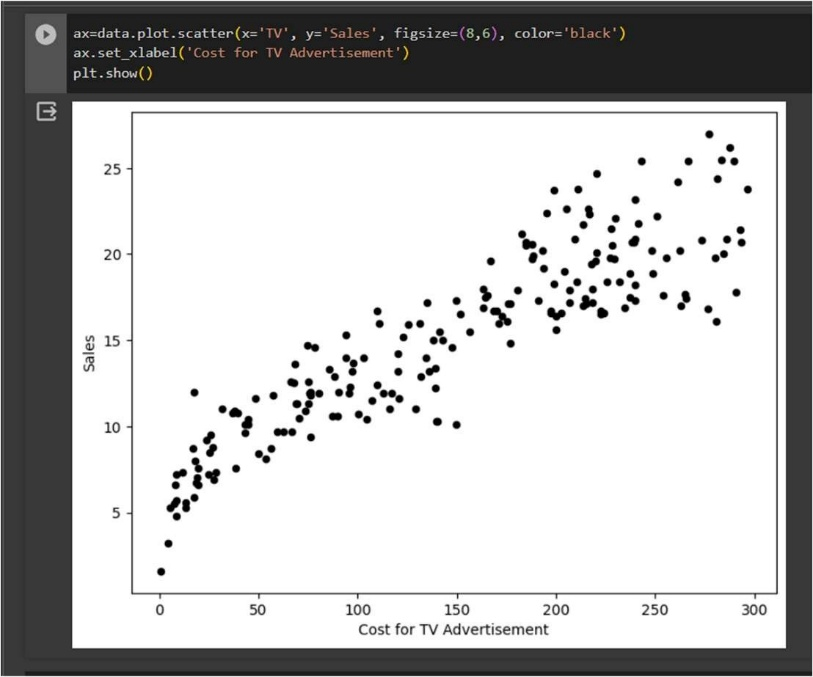 ax=data.plot.scatter(x='TV', y='Sales', figsize=(8,6), color='black')
ax.set_xlabel('Cost for TV Advertisement')
plt.show()
25
20
15
10
5
Sales
0 50 100 150 200 250 300
Cost for TV Advertisement